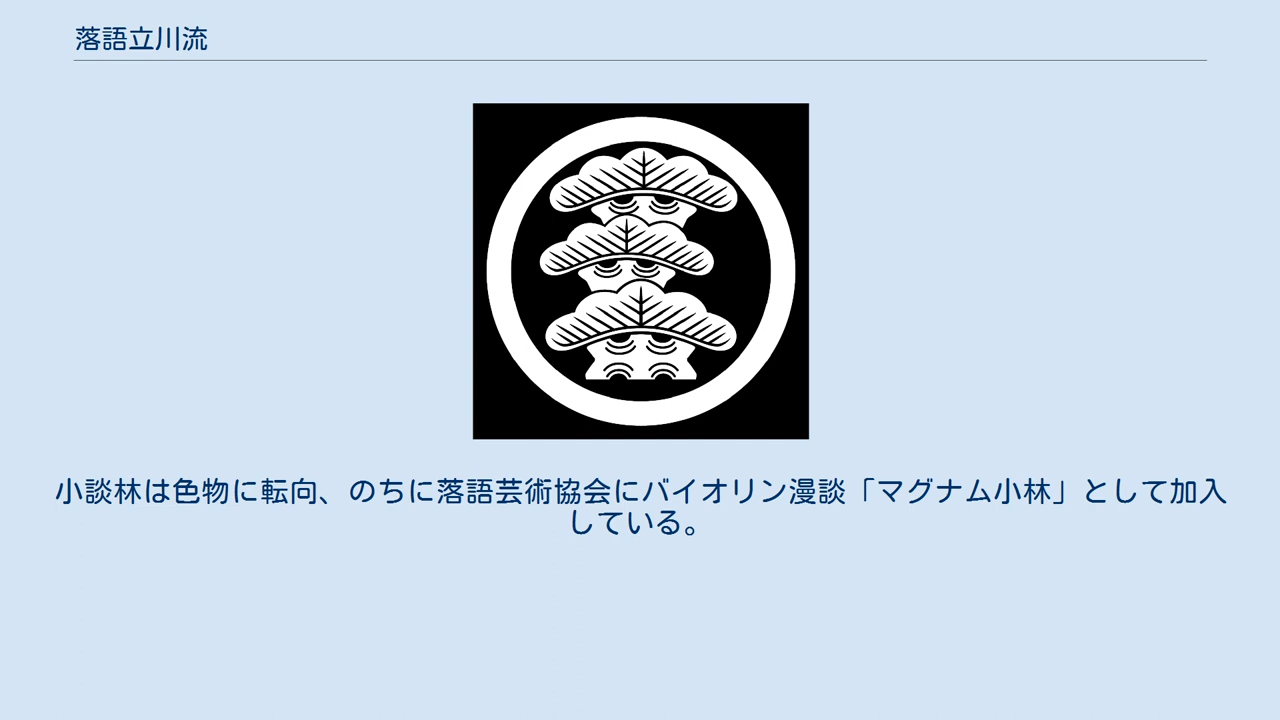 落語立川流
小談林は色物に転向、のちに落語芸術協会にバイオリン漫談「マグナム小林」として加入
している。